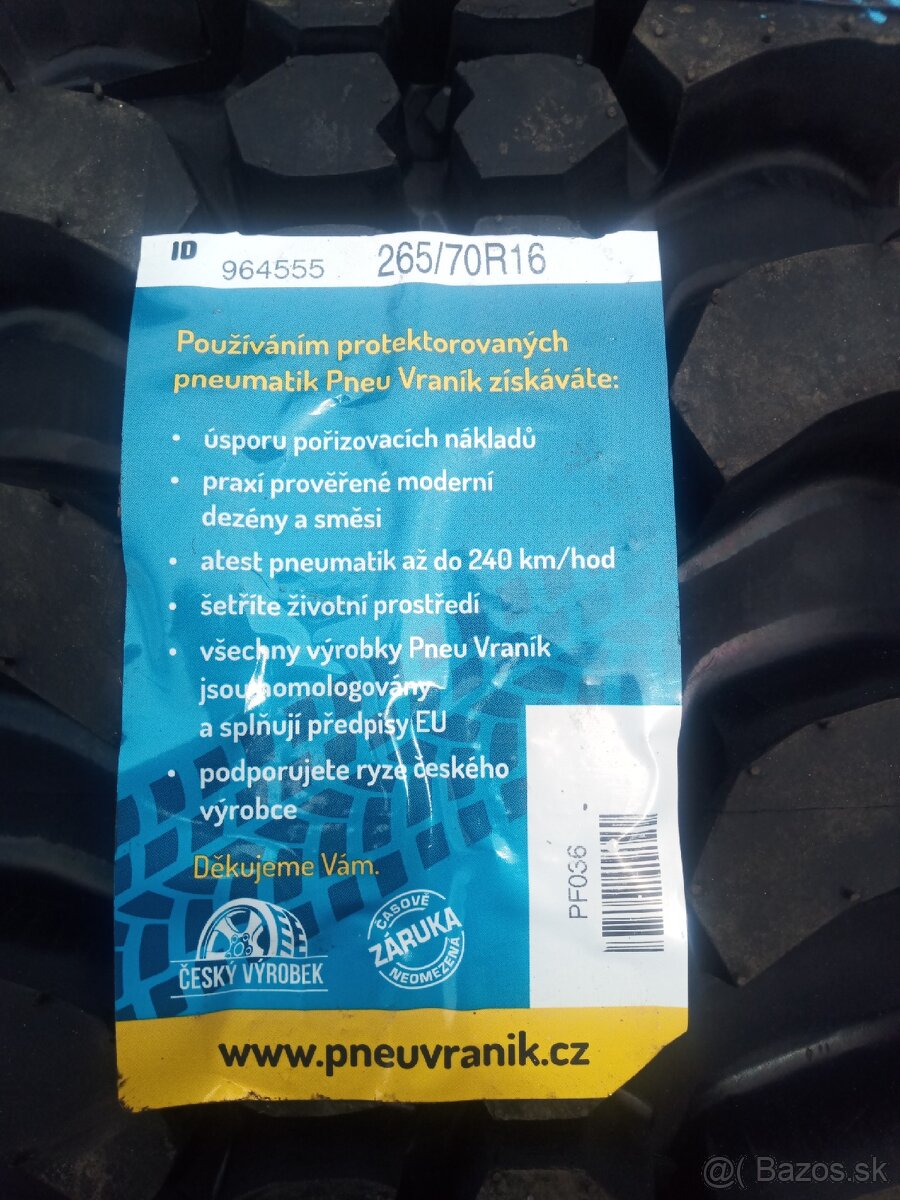 ID 964555 265/70R16
Používáním protektorovaných
pneumatik Pneu Vraník získáváte:
• úsporu pořizovacích nákladů
• praxí prověřené moderní
dezény a směsi
• atest pneumatik až do 240 km/hod
• šetříte životní prostředí
• všechny výrobky Pneu Vraník
jsou homologovány
a splňují předpisy EU
• podporujete ryze českého
výrobce
Děkujeme Vám.
ČESKÝ VÝROBEK
ČASOVĚ
ZÁRUKA
NEOMEZENÁ
PF036
www.pneuvranik.cz
@( Bazos.sk